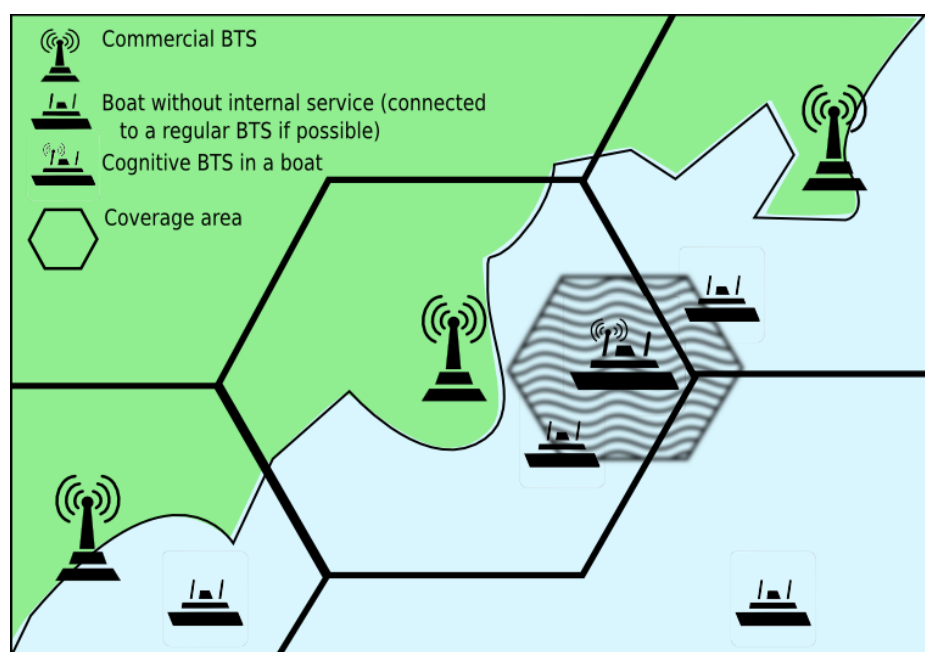 Commercial BTS
Boat without internal service (connected
to a regular BTS if possible)
Cognitive BTS in a boat
Coverage area